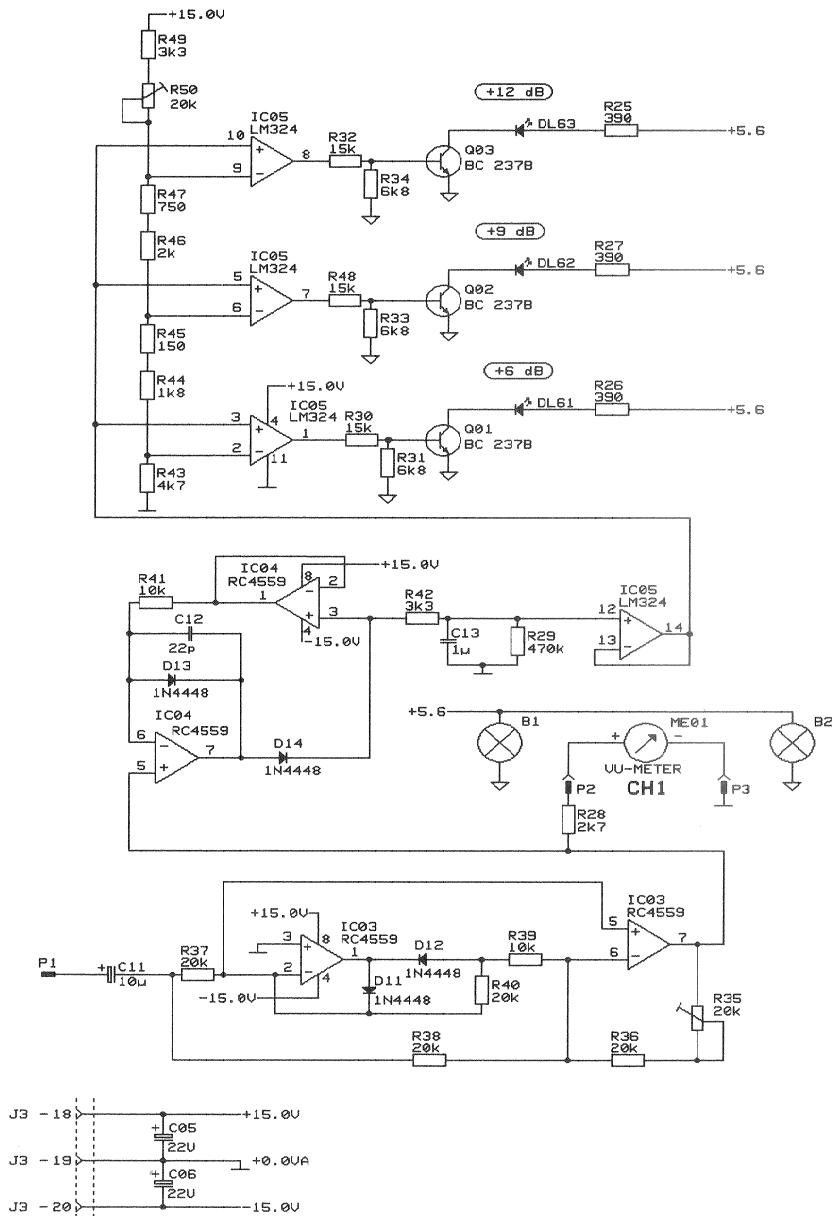 +15.0V
R49
3k3
R50
20k
IC05
LM324
10
9
8
R32
15k
R34
6k8
Q03
BC 237B
+12 dB
DL63
R25
390
+5.6
R47
750
R46
2k
IC05
LM324
5
6
7
R48
15k
R33
6k8
Q02
BC 237B
+9 dB
DL62
R27
390
+5.6
R45
150
R44
1k8
+15.0V
IC05
LM324
3
2
4
11
1
R30
15k
R31
6k8
Q01
BC 237B
+6 dB
DL61
R26
390
+5.6
R43
4k7
R41
10k
C12
22p
D13
1N4448
IC04
RC4559
1
8
2
3
4
+15.0V
-15.0V
R42
3k3
C13
1µ
R29
470k
IC05
LM324
12
13
14
IC04
RC4559
6
5
7
D14
1N4448
+5.6
B1
+
ME01
-
B2
VU-METER
CH1
P2
P3
R28
2k7
P1
+
C11
10µ
R37
20k
+15.0V
-15.0V
3
2
8
4
1
IC03
RC4559
D12
1N4448
D11
1N4448
R40
20k
R39
10k
IC03
RC4559
5
6
7
R35
20k
R38
20k
R36
20k
J3 -18
+15.0V
+
C05
22U
J3 -19
+0.0VA
+
C06
22U
J3 -20
-15.0V